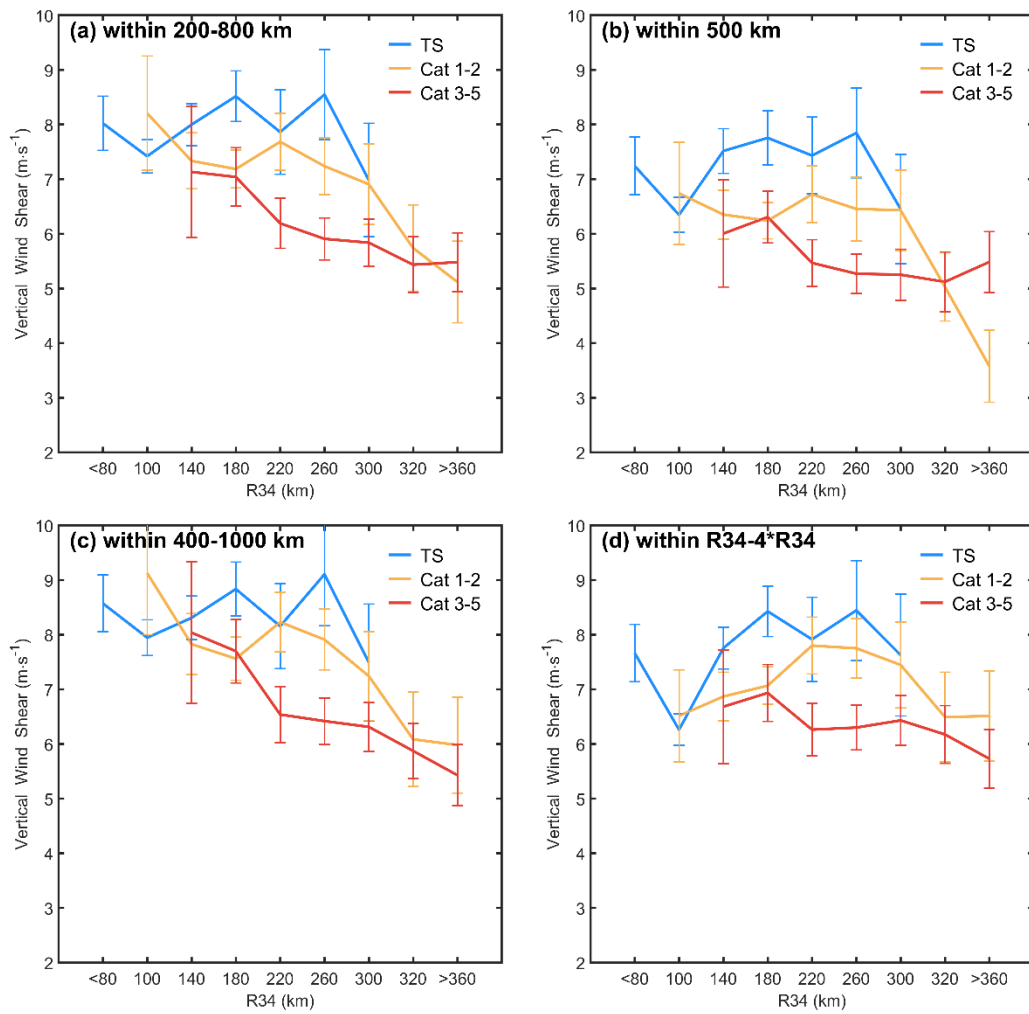 (a) within 200-800 km
TS
Cat 1-2
Cat 3-5
10
9
8
7
6
5
4
3
2
Vertical Wind Shear (m·s⁻¹)
<80 100 140 180 220 260 300 320 >360
R34 (km)
(b) within 500 km
TS
Cat 1-2
Cat 3-5
10
9
8
7
6
5
4
3
2
Vertical Wind Shear (m·s⁻¹)
<80 100 140 180 220 260 300 320 >360
R34 (km)
(c) within 400-1000 km
TS
Cat 1-2
Cat 3-5
10
9
8
7
6
5
4
3
2
Vertical Wind Shear (m·s⁻¹)
<80 100 140 180 220 260 300 320 >360
R34 (km)
(d) within R34-4*R34
TS
Cat 1-2
Cat 3-5
10
9
8
7
6
5
4
3
2
Vertical Wind Shear (m·s⁻¹)
<80 100 140 180 220 260 300 320 >360
R34 (km)